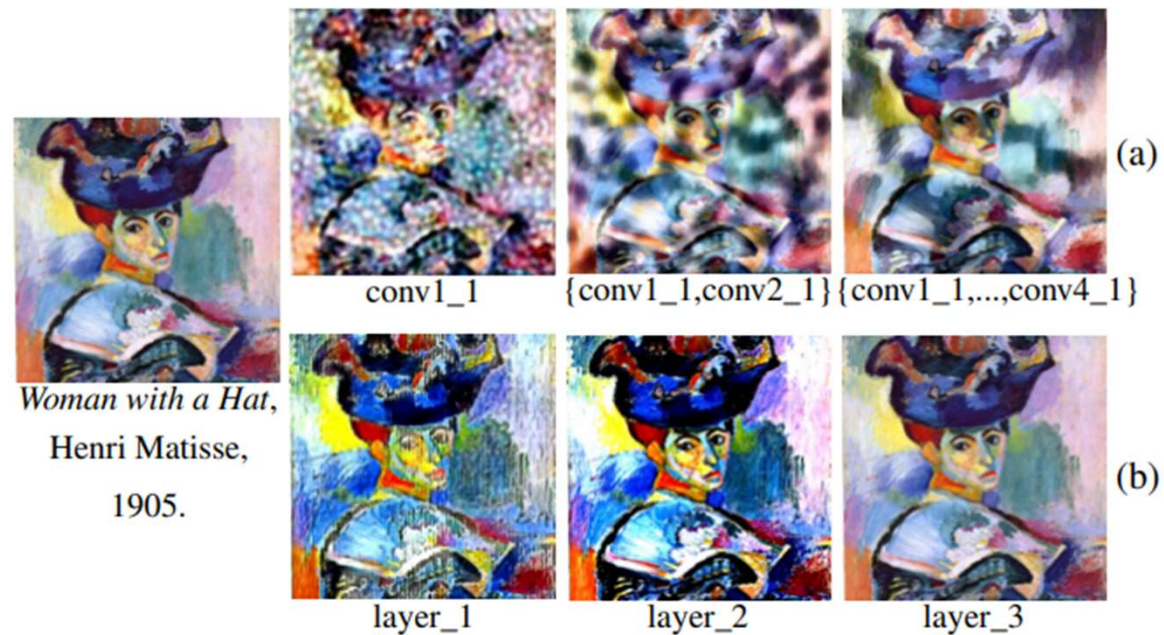 conv1_1
{conv1_1,conv2_1}
{conv1_1,...,conv4_1}
(a)
Woman with a Hat,
Henri Matisse,
1905.
layer_1
layer_2
layer_3
(b)